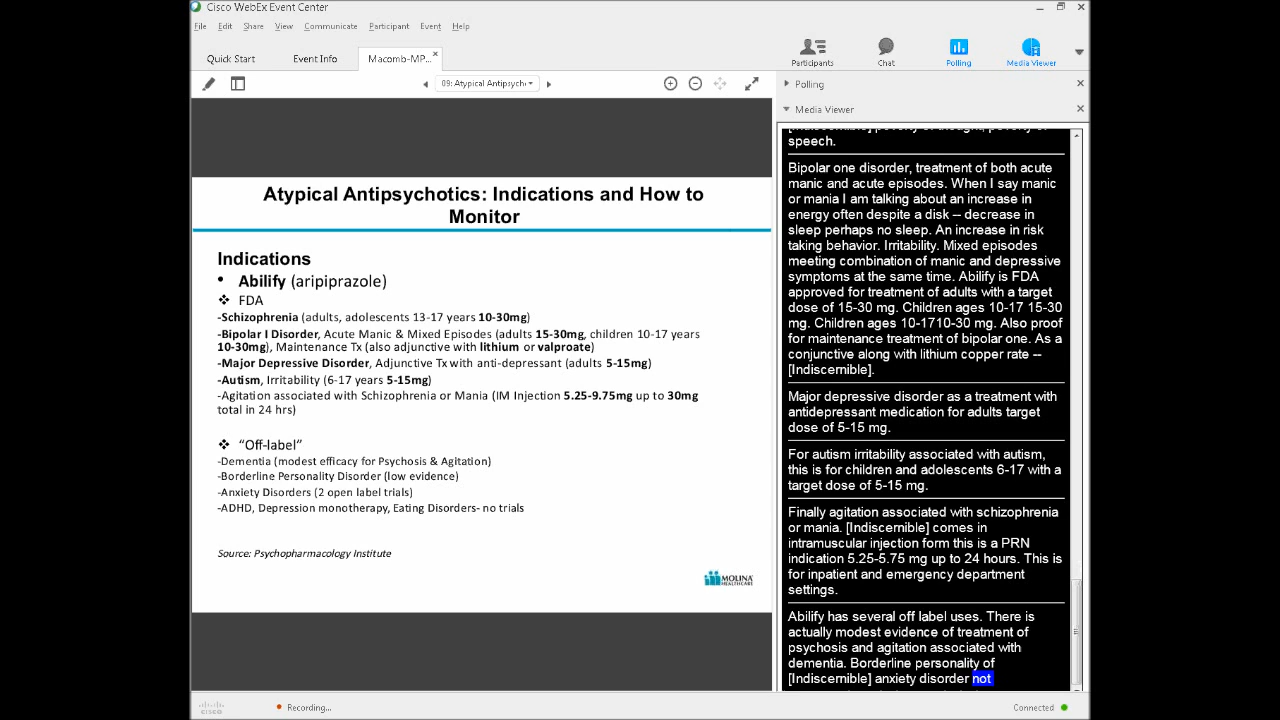 Cisco WebEx Event Center
File Edit Share View Communicate Participant Event Help
Quick Start Event Info Macomb-MP...
Participants Chat Polling Media Viewer
09: Atypical Antipsych
Polling
Media Viewer
Atypical Antipsychotics: Indications and How to
Monitor
Indications
• Abilify (aripiprazole)
❖ FDA
-Schizophrenia (adults, adolescents 13-17 years 10-30mg)
-Bipolar I Disorder, Acute Manic & Mixed Episodes (adults 15-30mg, children 10-17 years
10-30mg), Maintenance Tx (also adjunctive with lithium or valproate)
-Major Depressive Disorder, Adjunctive Tx with anti-depressant (adults 5-15mg)
-Autism, Irritability (6-17 years 5-15mg)
-Agitation associated with Schizophrenia or Mania (IM Injection 5.25-9.75mg up to 30mg
total in 24 hrs)
❖ “Off-label”
-Dementia (modest efficacy for Psychosis & Agitation)
-Borderline Personality Disorder (low evidence)
-Anxiety Disorders (2 open label trials)
-ADHD, Depression monotherapy, Eating Disorders- no trials
Source: Psychopharmacology Institute
MOLINA
HEALTHCARE
[Indiscernible] poverty of thought, poverty of
speech.
Bipolar one disorder, treatment of both acute
manic and acute episodes. When I say manic
or mania I am talking about an increase in
energy often despite a disk -- decrease in
sleep perhaps no sleep. An increase in risk
taking behavior. Irritability. Mixed episodes
meeting combination of manic and depressive
symptoms at the same time. Abilify is FDA
approved for treatment of adults with a target
dose of 15-30 mg. Children ages 10-17 15-30
mg. Children ages 10-1710-30 mg. Also proof
for maintenance treatment of bipolar one. As a
conjunctive along with lithium copper rate --
[Indiscernible].
Major depressive disorder as a treatment with
antidepressant medication for adults target
dose of 5-15 mg.
For autism irritability associated with autism,
this is for children and adolescents 6-17 with a
target dose of 5-15 mg.
Finally agitation associated with schizophrenia
or mania. [Indiscernible] comes in
intramuscular injection form this is a PRN
indication 5.25-5.75 mg up to 24 hours. This is
for inpatient and emergency department
settings.
Abilify has several off label uses. There is
actually modest evidence of treatment of
psychosis and agitation associated with
dementia. Borderline personality of
[Indiscernible] anxiety disorder not
cisco
Recording...
Connected